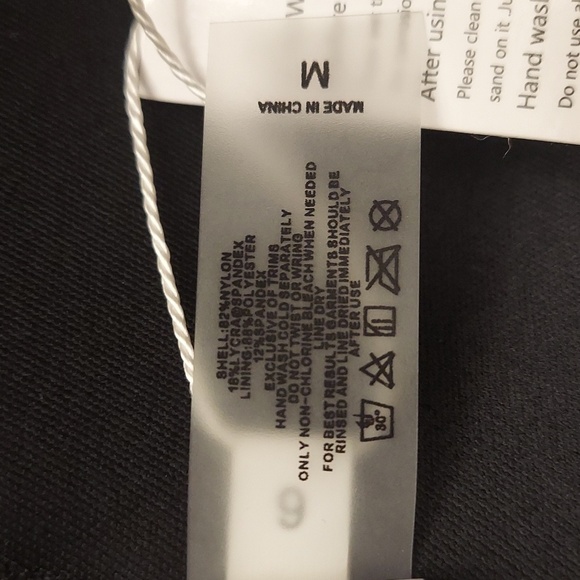 M
MADE IN CHINA
SHELL:82%NYLON
18%LYCRA@SPANDEX
LINING:88%POLYESTER
12%SPANDEX
EXCLUSIVE OF TRIMS
HAND WASH COLD SEPARATELY
DO NOT TWIST OR WRING
ONLY NON-CHLORINE BLEACH WHEN NEEDED
LINE DRY
FOR BEST RESULTS GARMENTS SHOULD BE
RINSED AND LINE DRIED IMMEDIATELY
AFTER USE
30°
9
After usin
Please clean
sand on it Ju
Hand wash
Do not use